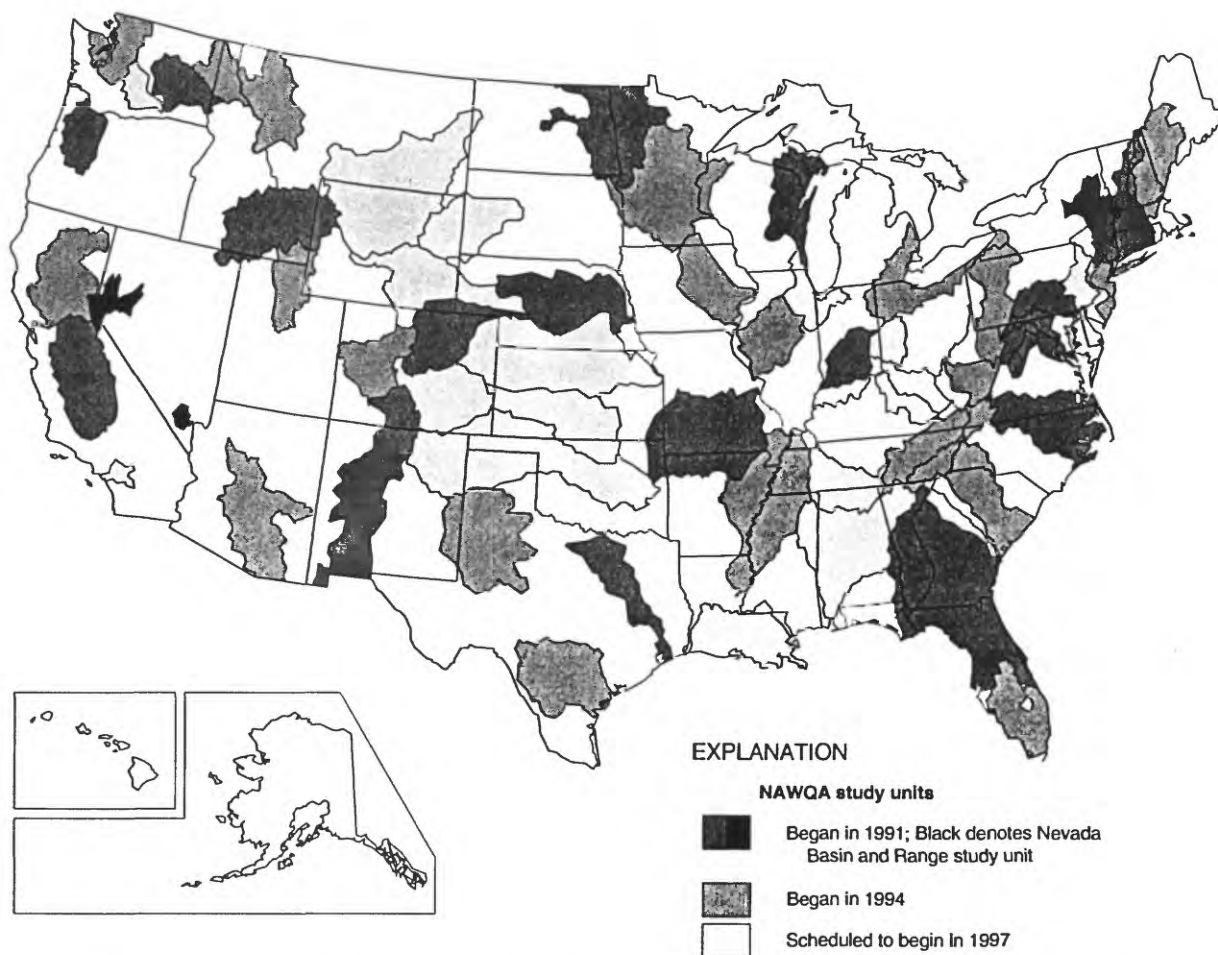 EXPLANATION
NAWQA study units
Began in 1991; Black denotes Nevada
Basin and Range study unit
Began in 1994
Scheduled to begin in 1997